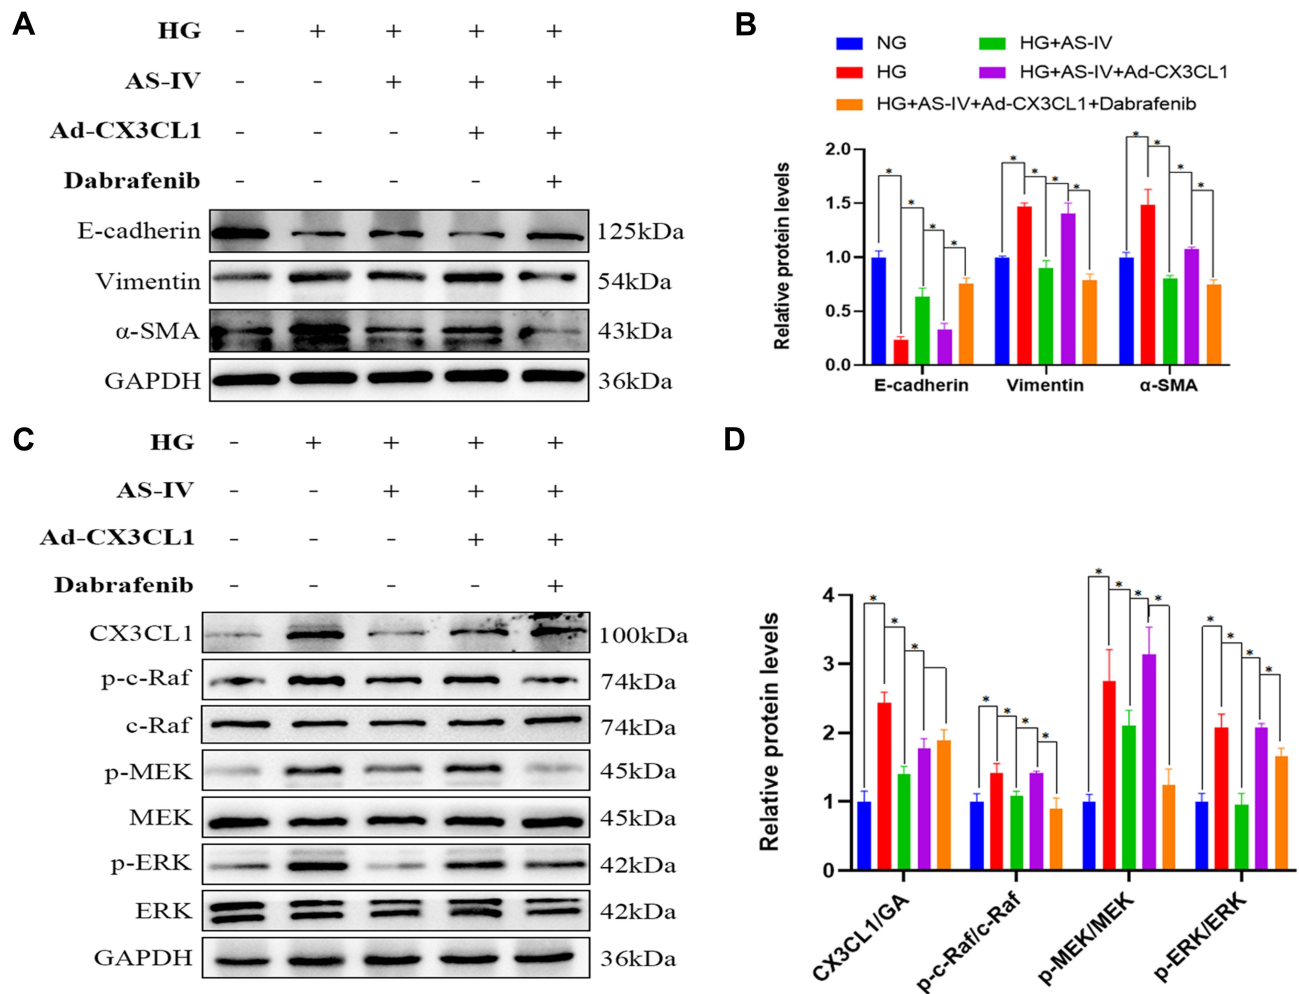 A
HG - + + + +
AS-IV - - + + +
Ad-CX3CL1 - - - + +
Dabrafenib - - - - +
E-cadherin 125kDa
Vimentin 54kDa
α-SMA 43kDa
GAPDH 36kDa
B
NG HG+AS-IV
HG HG+AS-IV+Ad-CX3CL1
HG+AS-IV+Ad-CX3CL1+Dabrafenib
Relative protein levels
2.0
1.5
1.0
0.5
0.0
* * * * * * * * * * * *
E-cadherin Vimentin α-SMA
C
HG - + + + +
AS-IV - - + + +
Ad-CX3CL1 - - - + +
Dabrafenib - - - - +
CX3CL1 100kDa
p-c-Raf 74kDa
c-Raf 74kDa
p-MEK 45kDa
MEK 45kDa
p-ERK 42kDa
ERK 42kDa
GAPDH 36kDa
D
Relative protein levels
4
3
2
1
0
* * * * * * * * * * * * * * *
CX3CL1/GA p-c-Raf/c-Raf p-MEK/MEK p-ERK/ERK